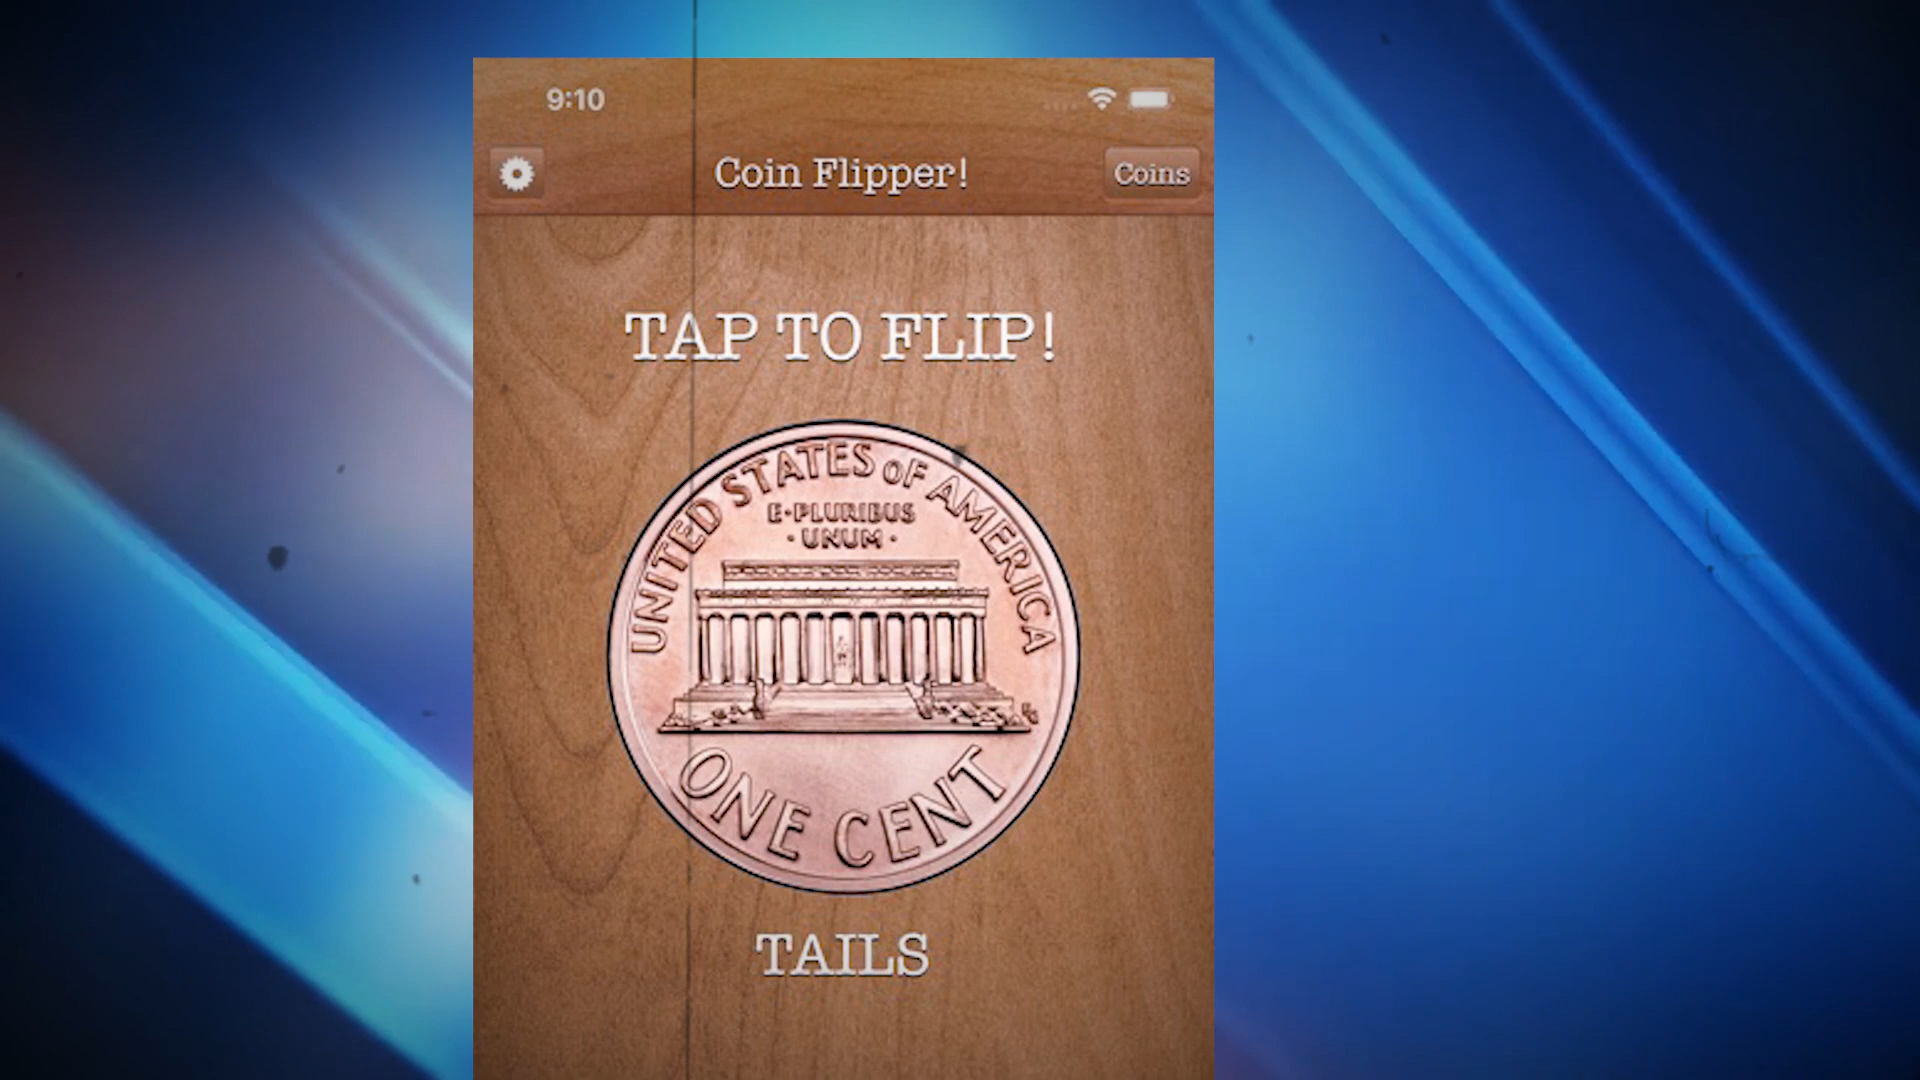 9:10
Coin Flipper!
Coins
TAP TO FLIP!
UNITED STATES OF AMERICA
E·PLURIBUS
·UNUM·
ONE CENT
TAILS